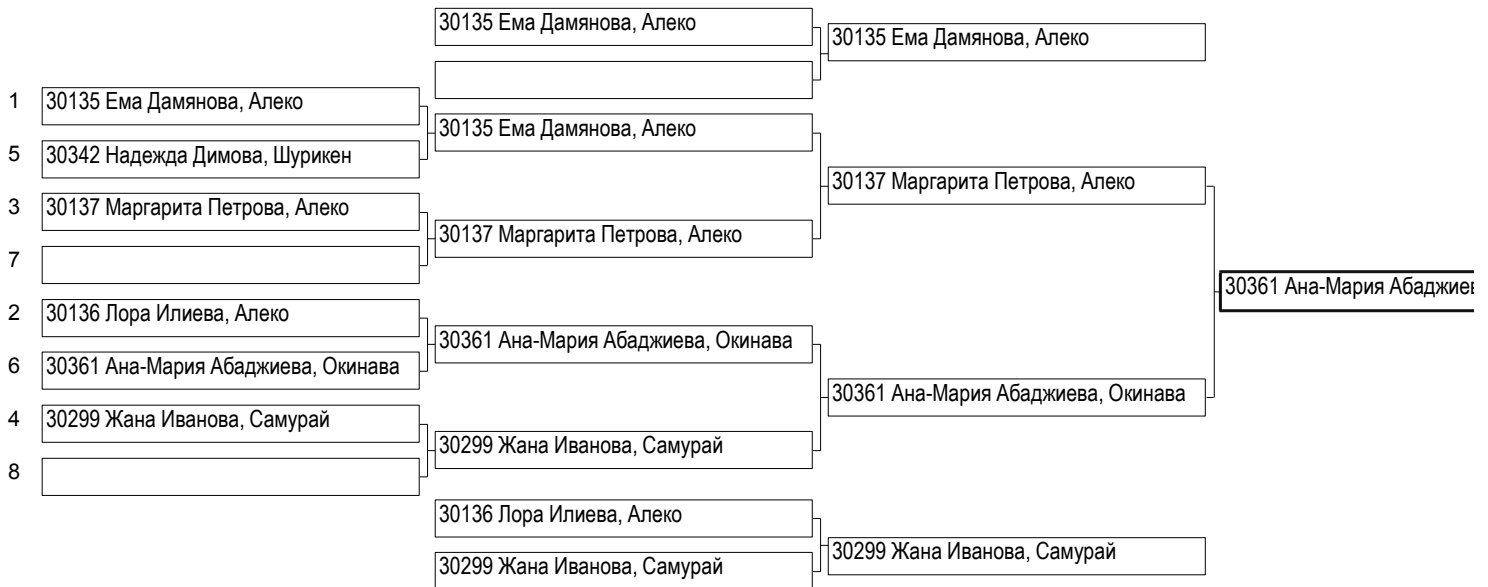 30135 Ема Дамянова, Алеко
30135 Ема Дамянова, Алеко
1 30135 Ема Дамянова, Алеко
30135 Ема Дамянова, Алеко
5 30342 Надежда Димова, Шурикен
30137 Маргарита Петрова, Алеко
3 30137 Маргарита Петрова, Алеко
30137 Маргарита Петрова, Алеко
7
30361 Ана-Мария Абаджиев
2 30136 Лора Илиева, Алеко
30361 Ана-Мария Абаджиева, Окинава
6 30361 Ана-Мария Абаджиева, Окинава
30361 Ана-Мария Абаджиева, Окинава
4 30299 Жана Иванова, Самурай
30299 Жана Иванова, Самурай
8
30136 Лора Илиева, Алеко
30299 Жана Иванова, Самурай
30299 Жана Иванова, Самурай